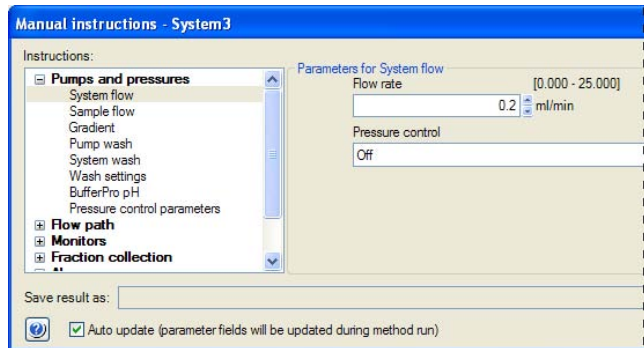 Manual instructions - System3
Instructions:
Pumps and pressures
System flow
Sample flow
Gradient
Pump wash
System wash
Wash settings
BufferPro pH
Pressure control parameters
Flow path
Monitors
Fraction collection
Parameters for System flow
Flow rate [0.000 - 25.000]
0.2 ml/min
Pressure control
Off
Save result as:
Auto update (parameter fields will be updated during method run)